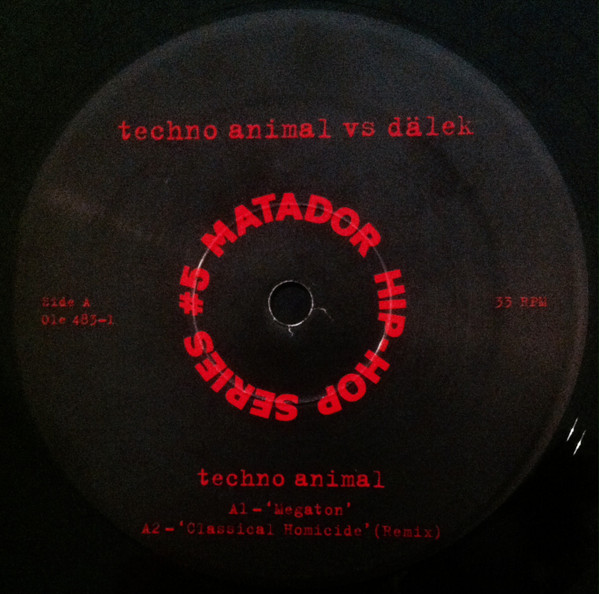 techno animal vs dälek
MATADOR HIP-HOP SERIES #5
Side A
Ole 483-1
33 RPM
techno animal
A1-'Megaton'
A2-'Classical Homicide'(Remix)